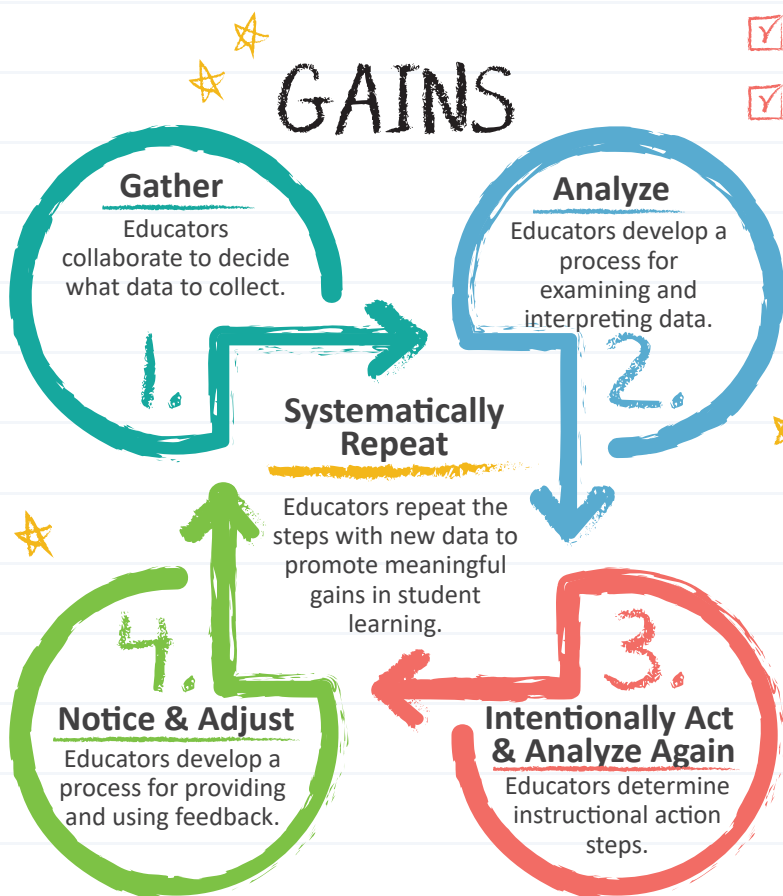 GAINS
Gather
Educators
collaborate to decide
what data to collect.
1.
Analyze
Educators develop a
process for
examining and
interpreting data.
2.
Systematically
Repeat
Educators repeat the
steps with new data to
promote meaningful
gains in student
learning.
3.
Intentionally Act
& Analyze Again
Educators determine
instructional action
steps.
4.
Notice & Adjust
Educators develop a
process for providing
and using feedback.